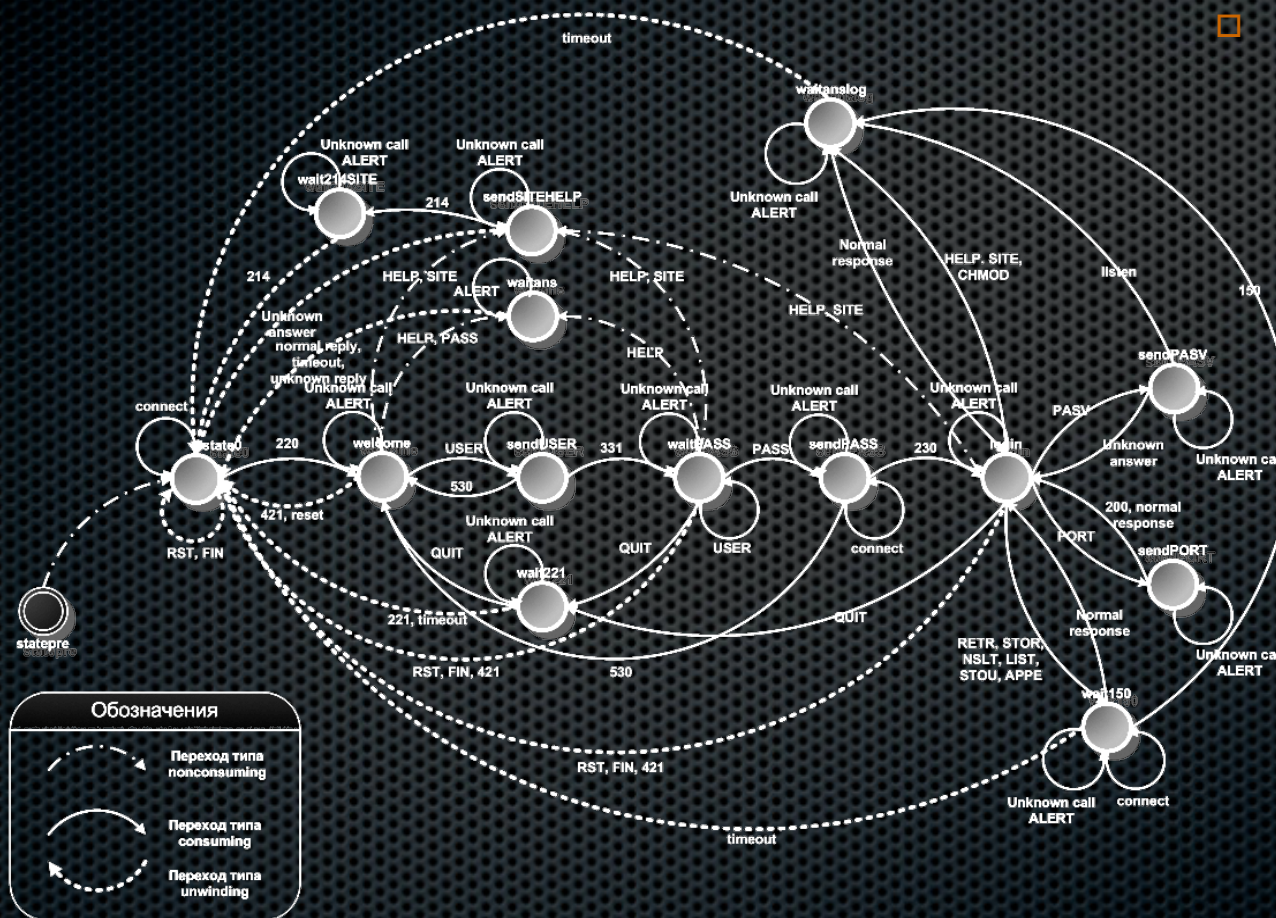 timeout
waitanslog
Unknown call
ALERT
Unknown call
ALERT
wait214SITE
sendSITEHELP
214
Unknown call
ALERT
Normal
response
HELP. SITE,
CHMOD
listen
150
214
HELP, SITE
HELP, SITE
ALERT
waitans
HELP, SITE
Unknown
answer
normal reply,
timeout,
unknown reply
HELP, PASS
HELP
sendPASV
connect
Unknown call
ALERT
Unknown call
ALERT
Unknown call
ALERT
Unknown call
ALERT
Unknown call
ALERT
PASV
Unknown
answer
Unknown ca
ALERT
state0
220
welcome
USER
sendUSER
331
waitPASS
PASS
sendPASS
230
login
530
421, reset
200, normal
response
Unknown call
ALERT
RST, FIN
QUIT
QUIT
USER
connect
PORT
sendPORT
wait221
statepre
221, timeout
QUIT
Normal
response
Unknown ca
ALERT
RETR, STOR,
NSLT, LIST,
STOU, APPE
RST, FIN, 421
530
wait150
RST, FIN, 421
Unknown call
ALERT
connect
timeout
Обозначения
Переход типа
nonconsuming
Переход типа
consuming
Переход типа
unwinding